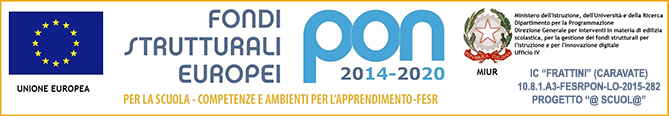 UNIONE EUROPEA
FONDI
STRUTTURALI
EUROPEI
pon
2014-2020
PER LA SCUOLA - COMPETENZE E AMBIENTI PER L'APPRENDIMENTO-FESR
MIUR
Ministero dell'Istruzione, dell'Università e della Ricerca
Dipartimento per la Programmazione
Direzione Generale per interventi in materia di edilizia
scolastica, per la gestione dei fondi strutturali per
l'istruzione e per l'innovazione digitale
Ufficio IV
IC "FRATTINI" (CARAVATE)
10.8.1.A3-FESRPON-LO-2015-282
PROGETTO "@ SCUOL@"